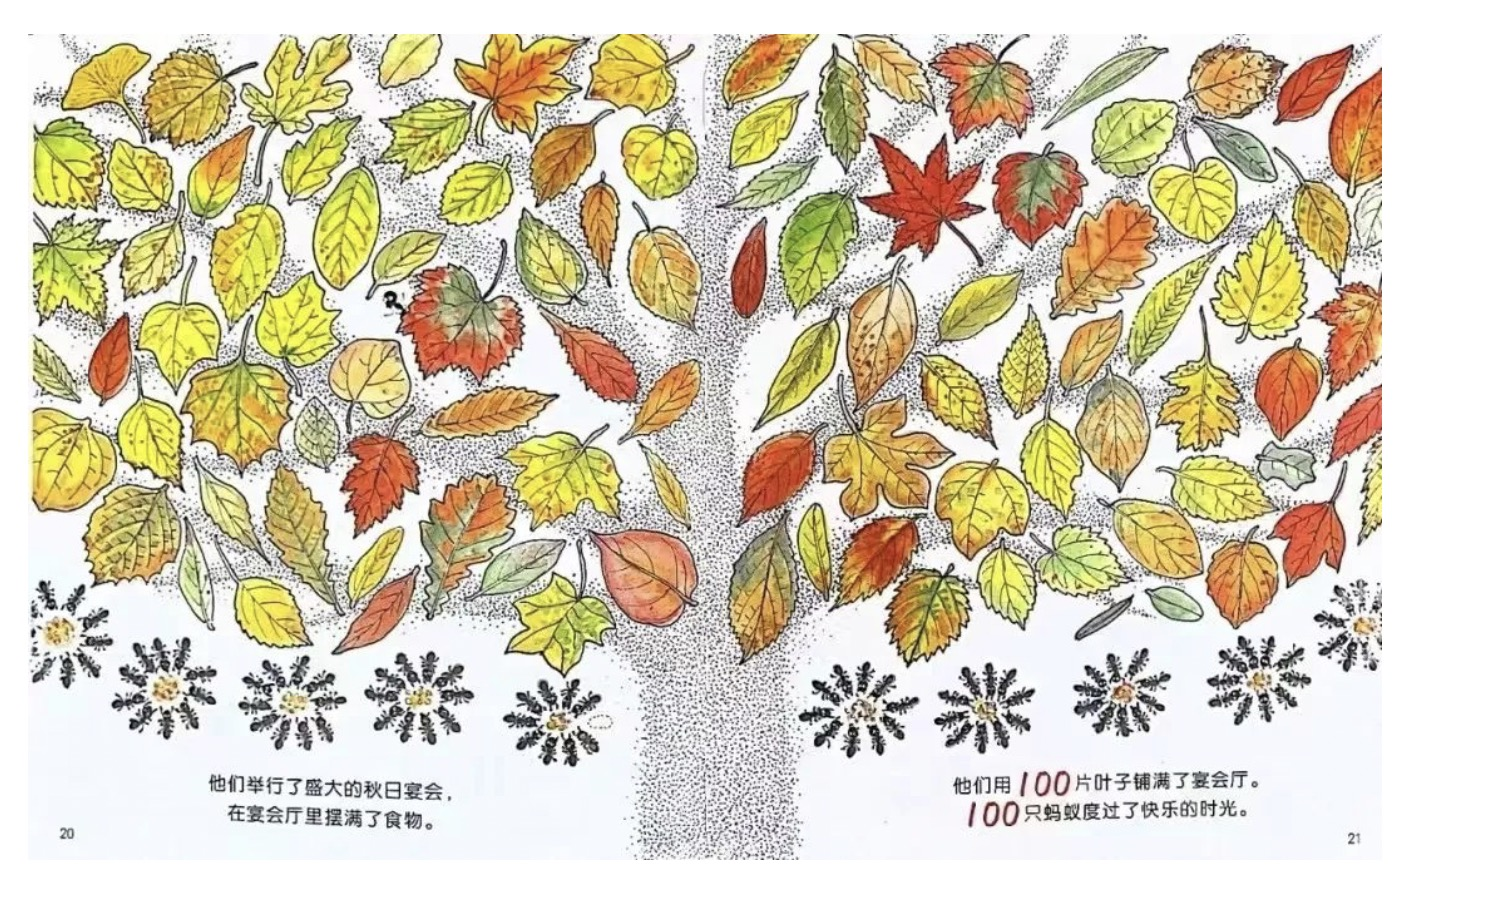 他们举行了盛大的秋日宴会，
在宴会厅里摆满了食物。
20
他们用100片叶子铺满了宴会厅。
100只蚂蚁度过了快乐的时光。
21